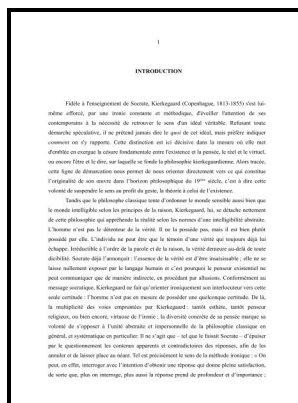 1
INTRODUCTION
Fidèle à l'enseignement de Socrate, Kierkegaard (Copenhague, 1813-1855) s'est lui-
même efforcé, par une ironie constante et méthodique, d'éveiller l'attention de ses
contemporains à la nécessité de retrouver le sens d'un idéal véritable. Refusant toute
démarche spéculative, il ne prétend jamais dire le quoi de cet idéal, mais préfère indiquer
comment on s'y rapporte. Cette distinction est ici décisive dans la mesure où elle met
d'emblée en exergue la césure fondamentale entre l'existence et la pensée, le réel et le virtuel,
ou encore l'être et le dire, sur laquelle se fonde la philosophie kierkegaardienne. Alors tracée,
cette ligne de démarcation nous permet de nous orienter directement vers ce qui constitue
l'originalité de son œuvre dans l'horizon philosophique du 19ème siècle, c'est à dire cette
volonté de suspendre le sens au profit du geste, la théorie à celui de l'existence.
Tandis que le philosophe classique tente d'ordonner le monde sensible aussi bien que
le monde intelligible selon les principes de la raison, Kierkegaard, lui, se détache nettement
de cette philosophie qui appréhende la réalité selon les normes d'une intelligibilité abstraite.
L'homme n'est pas le détenteur de la vérité. Il ne la possède pas, mais il est bien plutôt
possédé par elle. L'individu ne peut être que le témoin d'une vérité qui toujours déjà lui
échappe. Irréductible à l'ordre de la parole et de la raison, la vérité demeure au-delà de toute
dicibilité. Socrate déjà l'annonçait : l'essence de la vérité est d'être insaisissable ; elle ne se
laisse nullement exposer par le langage humain et c'est pourquoi le penseur existentiel ne
peut communiquer que de manière indirecte, en procédant par allusions. Conformément au
message socratique, Kierkegaard ne fait qu'orienter ironiquement son interlocuteur vers cette
seule certitude : l'homme n'est pas en mesure de posséder une quelconque certitude. De là,
la multiplicité des voies empruntées par Kierkegaard : tantôt esthète, tantôt penseur
religieux, ou bien encore, virtuose de l'ironie ; la diversité concrète de sa pensée marque sa
volonté de s'opposer à l'unité abstraite et impersonnelle de la philosophie classique en
général, et systématique en particulier. Il ne s'agit que – tel que le faisait Socrate – d'épuiser
par le questionnement les contenus apparents et contradictoires des réponses, afin de les
annuler et de laisser place au néant. Tel est précisément le sens de la méthode ironique : « On
peut, en effet, interroger avec l'intention d'obtenir une réponse qui donne pleine satisfaction,
de sorte que, plus on interroge, plus aussi la réponse prend de profondeur et d'importance ;